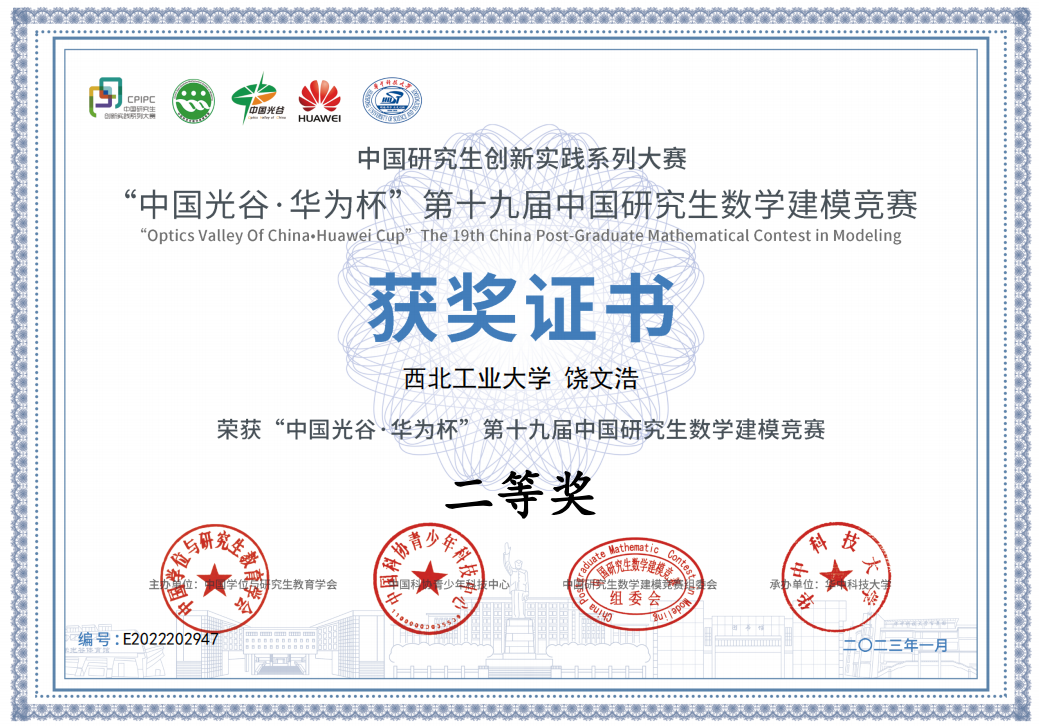 CPIPC
中国研究生
创新实践系列大赛
中国光谷
HUAWEI
中国研究生创新实践系列大赛
“中国光谷·华为杯”第十九届中国研究生数学建模竞赛
“Optics Valley Of China•Huawei Cup” The 19th China Post-Graduate Mathematical Contest in Modeling
获奖证书
西北工业大学 饶文浩
荣获“中国光谷·华为杯”第十九届中国研究生数学建模竞赛
二等奖
中国学位与研究生教育学会
中国科协青少年科技中心
China Post-Graduate Mathematic Contest in Modeling
中国研究生数学建模竞赛
组委会
华中科技大学
主办单位：中国学位与研究生教育学会
中国科协青少年科技中心
中国研究生数学建模竞赛组委会
承办单位：华中科技大学
编号：E2022202947
二〇二三年一月